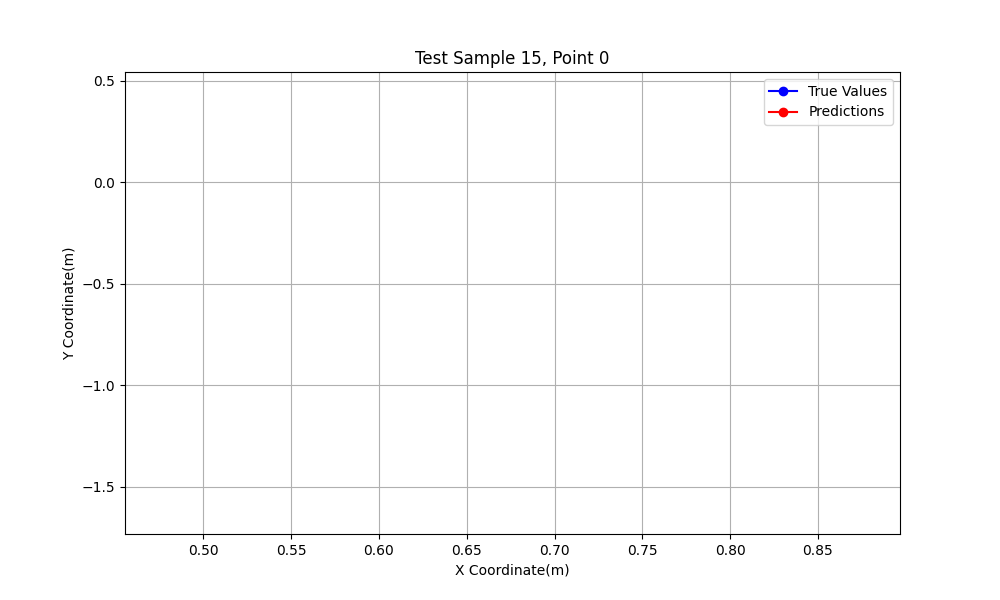 Test Sample 15, Point 0
True Values
Predictions
0.5
0.0
−0.5
−1.0
−1.5
Y Coordinate(m)
0.50 0.55 0.60 0.65 0.70 0.75 0.80 0.85
X Coordinate(m)